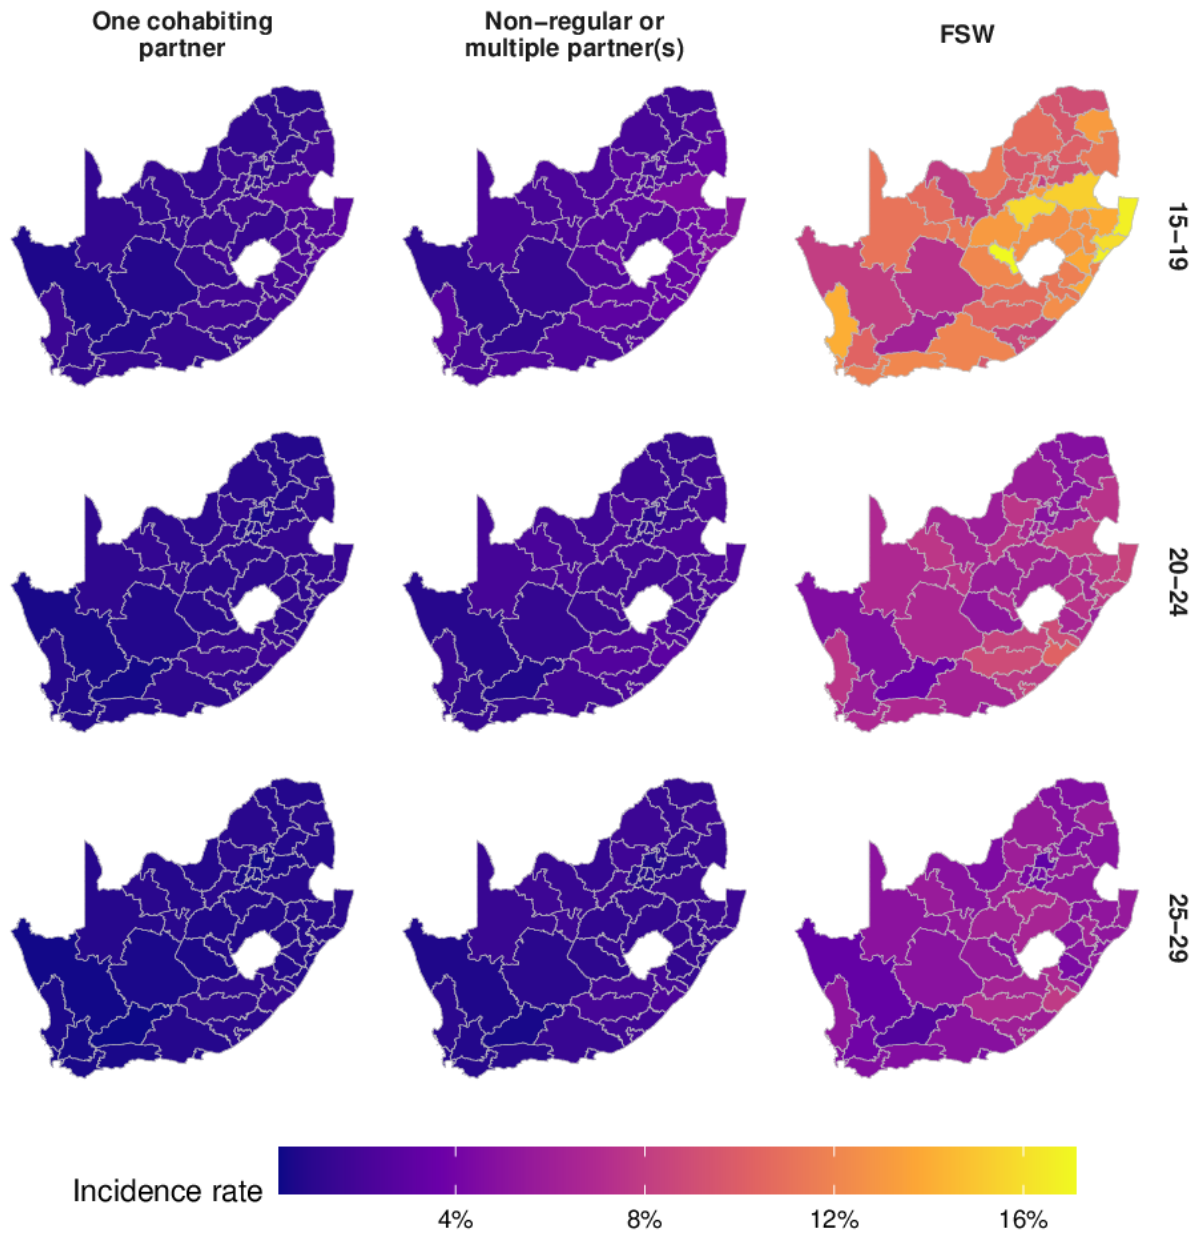 One cohabiting
partner
Non−regular or
multiple partner(s)
FSW
15−19
20−24
25−29
Incidence rate
4%
8%
12%
16%